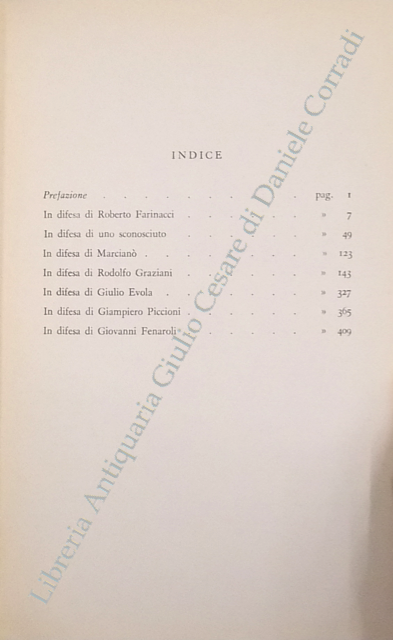 INDICE
Prefazione . . . . . . . . . pag. 1
In difesa di Roberto Farinacci . . . . . . » 7
In difesa di uno sconosciuto . . . . . . » 49
In difesa di Marcianò . . . . . . . . » 123
In difesa di Rodolfo Graziani . . . . . . » 143
In difesa di Giulio Evola . . . . . . . » 327
In difesa di Giampiero Piccioni . . . . . . » 365
In difesa di Giovanni Fenaroli . . . . . . » 409
Libreria Antiquaria Giulio Cesare di Daniele Corradi